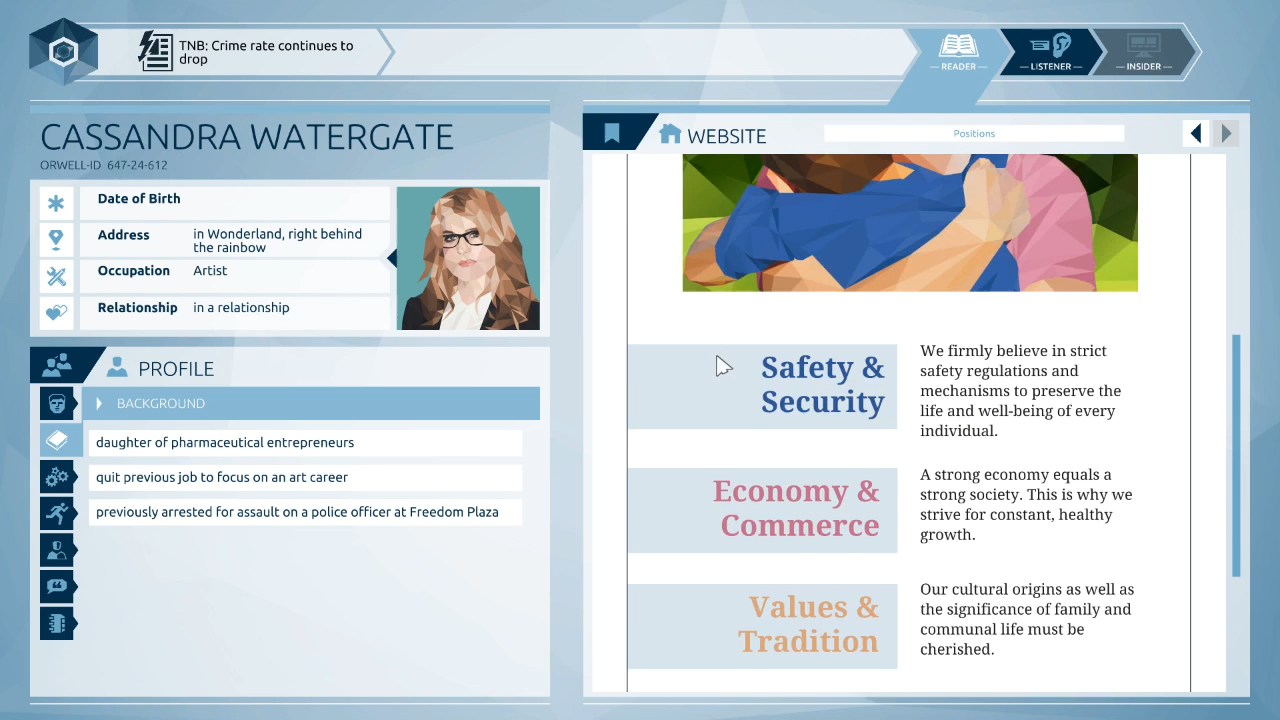 TNB: Crime rate continues to
drop
READER
LISTENER
INSIDER
CASSANDRA WATERGATE
ORWELL-ID 647-24-612
Date of Birth
Address in Wonderland, right behind
the rainbow
Occupation Artist
Relationship in a relationship
PROFILE
BACKGROUND
daughter of pharmaceutical entrepreneurs
quit previous job to focus on an art career
previously arrested for assault on a police officer at Freedom Plaza
WEBSITE
Positions
Safety &
Security
We firmly believe in strict
safety regulations and
mechanisms to preserve the
life and well-being of every
individual.
Economy &
Commerce
A strong economy equals a
strong society. This is why we
strive for constant, healthy
growth.
Values &
Tradition
Our cultural origins as well as
the significance of family and
communal life must be
cherished.